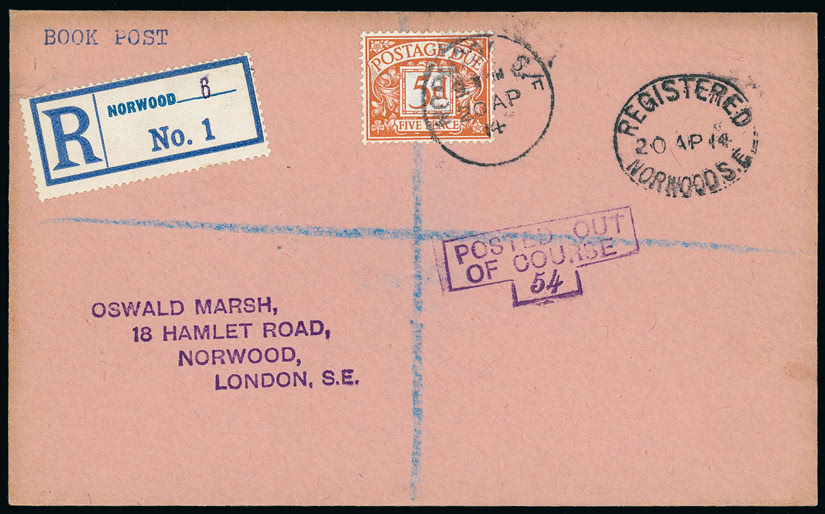 BOOK POST
R
NORWOOD 6
No. 1
POSTAGE DUE
5d
FIVE PENCE
S.E
20 AP
14
REGISTERED
20 AP 14
NORWOOD S.E.
POSTED OUT
OF COURSE
54
OSWALD MARSH,
18 HAMLET ROAD,
NORWOOD,
LONDON, S.E.